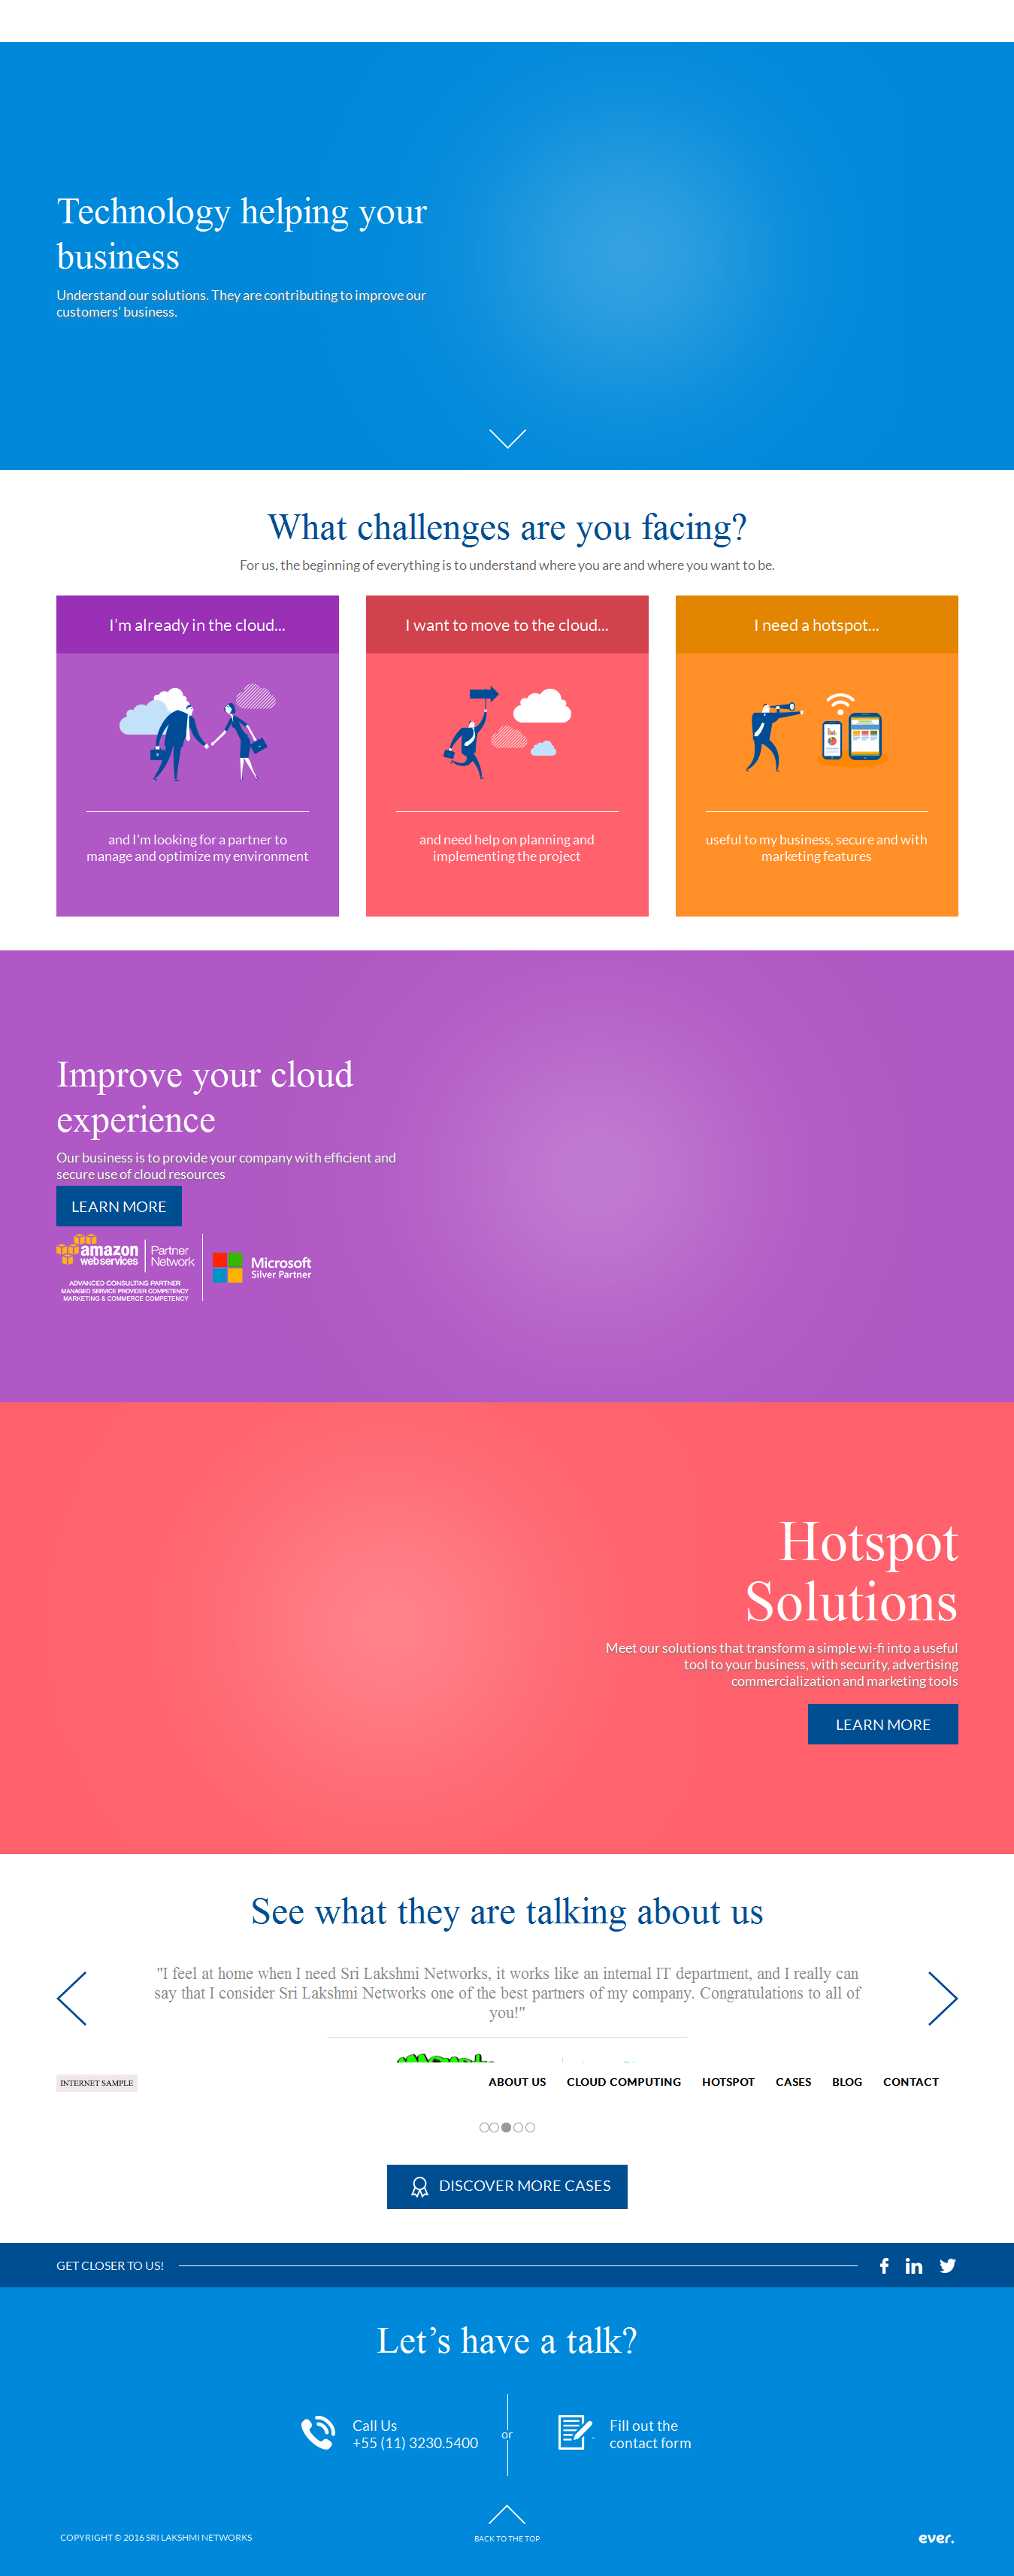 Technology helping your
business
Understand our solutions. They are contributing to improve our
customers' business.
What challenges are you facing?
For us, the beginning of everything is to understand where you are and where you want to be.
I'm already in the cloud...
and I'm looking for a partner to
manage and optimize my environment
I want to move to the cloud...
and need help on planning and
implementing the project
I need a hotspot...
useful to my business, secure and with
marketing features
Improve your cloud
experience
Our business is to provide your company with efficient and
secure use of cloud resources
LEARN MORE
amazon
webservices
Partner
Network
ADVANCED CONSULTING PARTNER
MANAGED SERVICE PROVIDER COMPETENCY
MARKETING & COMMERCE COMPETENCY
Microsoft
Silver Partner
Hotspot
Solutions
Meet our solutions that transform a simple wi-fi into a useful
tool to your business, with security, advertising
commercialization and marketing tools
LEARN MORE
See what they are talking about us
"I feel at home when I need Sri Lakshmi Networks, it works like an internal IT department, and I really can
say that I consider Sri Lakshmi Networks one of the best partners of my company. Congratulations to all of
you!"
INTERNET SAMPLE
ABOUT US CLOUD COMPUTING HOTSPOT CASES BLOG CONTACT
DISCOVER MORE CASES
GET CLOSER TO US!
Let's have a talk?
Call Us
+55 (11) 3230.5400
or
Fill out the
contact form
BACK TO THE TOP
COPYRIGHT © 2016 SRI LAKSHMI NETWORKS
ever.